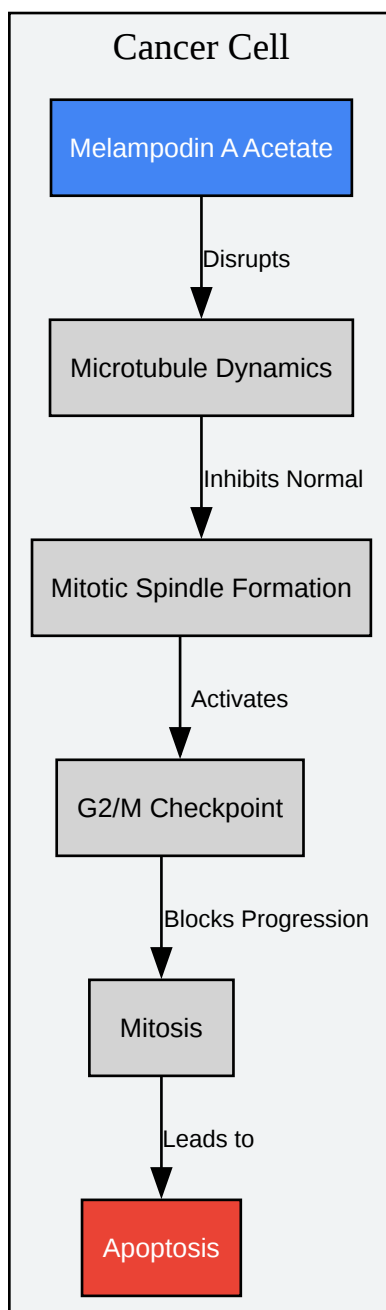 Cancer Cell
Melampodin A Acetate
Disrupts
Microtubule Dynamics
Inhibits Normal
Mitotic Spindle Formation
Activates
G2/M Checkpoint
Blocks Progression
Mitosis
Leads to
Apoptosis